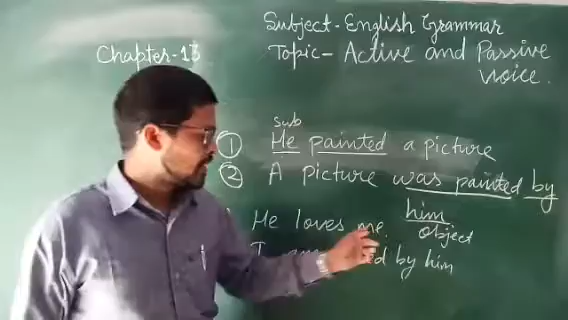 Subject- English Grammar
Chapter-13
Topic- Active and Passive
Voice.
sub
① He painted a picture
② A picture was painted by
him
object
He loves me.
I by him